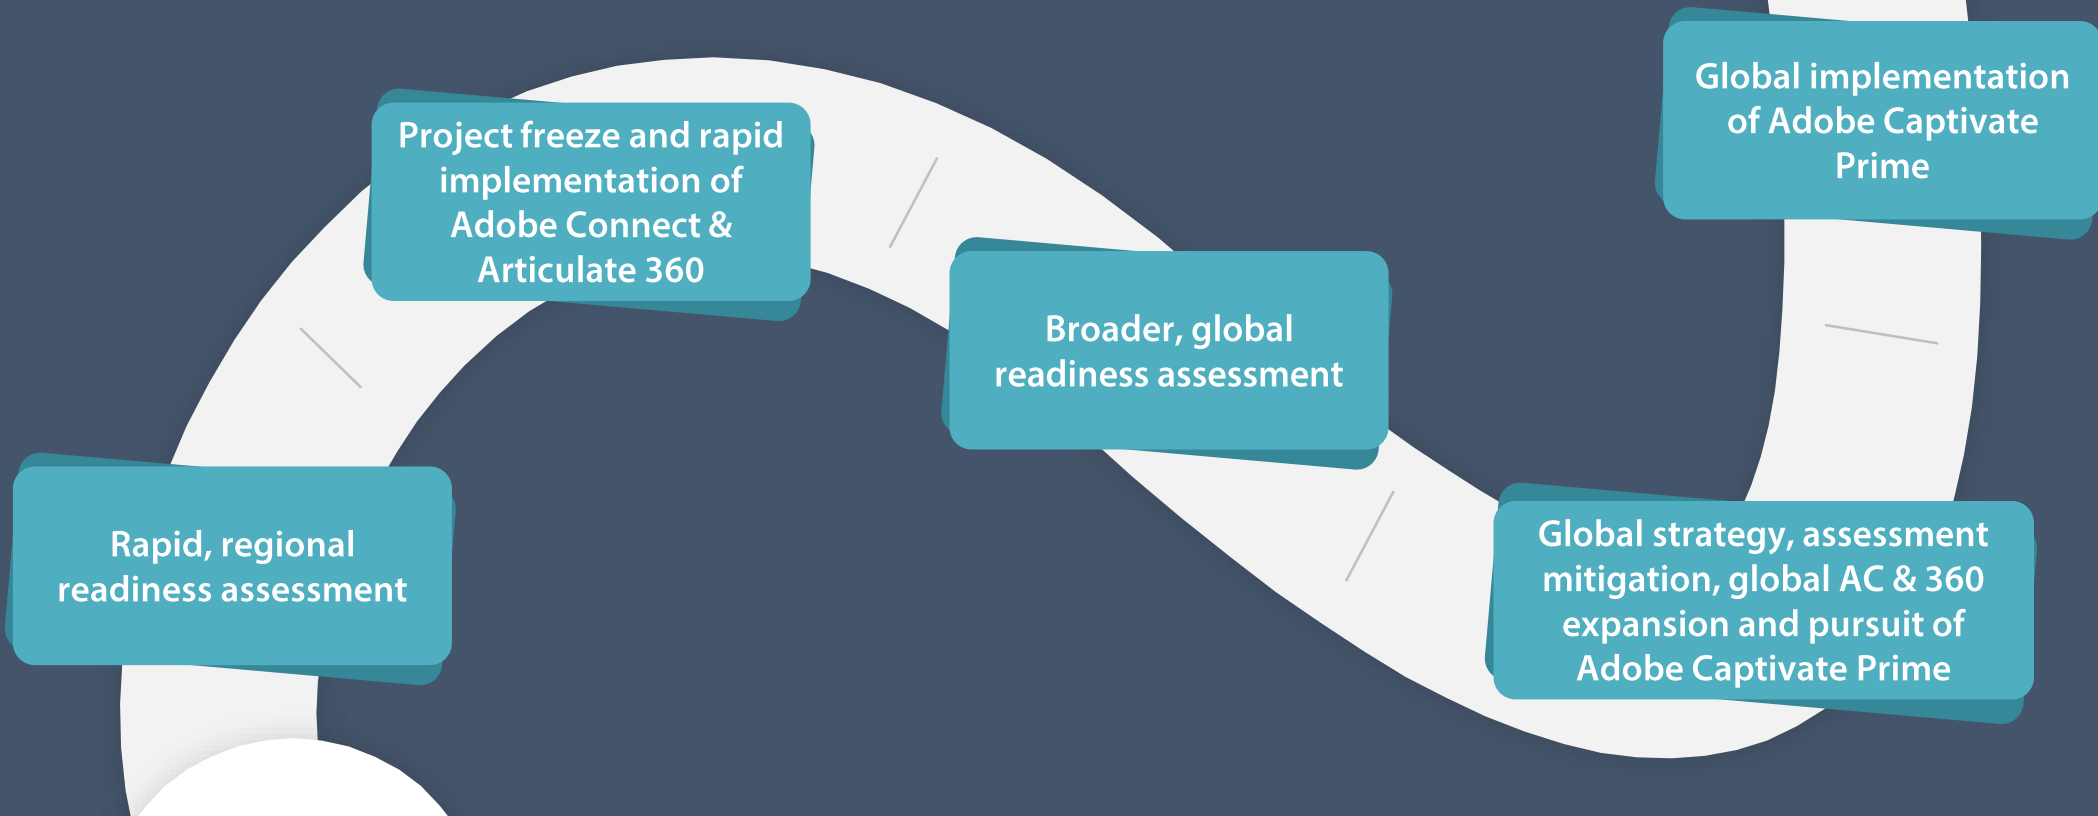 Rapid, regional
readiness assessment
Project freeze and rapid
implementation of
Adobe Connect &
Articulate 360
Broader, global
readiness assessment
Global strategy, assessment
mitigation, global AC & 360
expansion and pursuit of
Adobe Captivate Prime
Global implementation
of Adobe Captivate
Prime